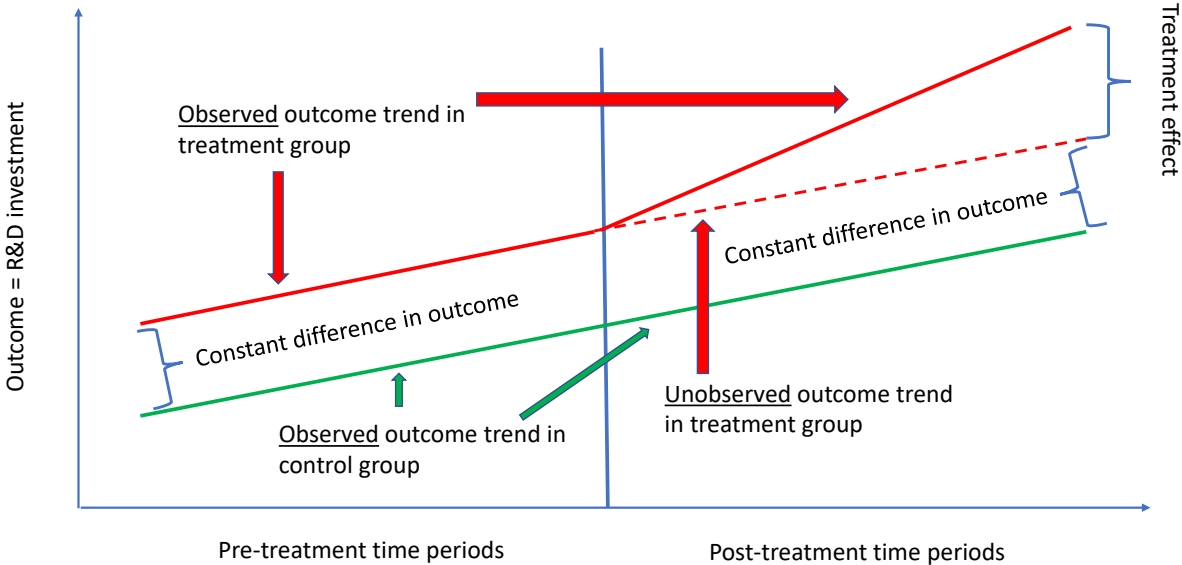 Treatment effect
Outcome = R&D investment
Observed outcome trend in
treatment group
Constant difference in outcome
Constant difference in outcome
Observed outcome trend in
control group
Unobserved outcome trend
in treatment group
Pre-treatment time periods
Post-treatment time periods